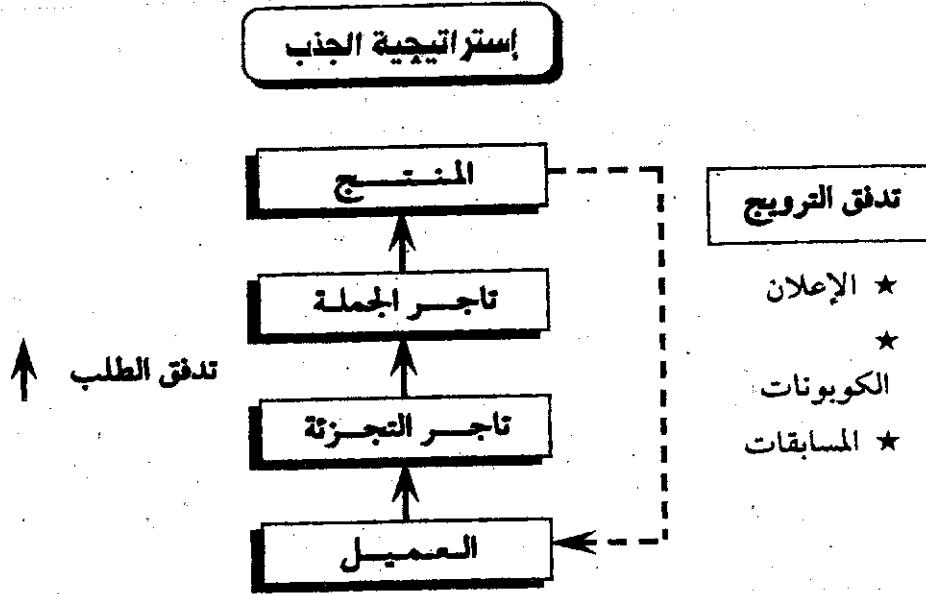 إستراتيجية الجذب
المنتج
تدفق الترويج
★ الإعلان
تاجر الجملة
★
تدفق الطلب
الكوبونات
تاجر التجزئة
★ المسابقات
العميل